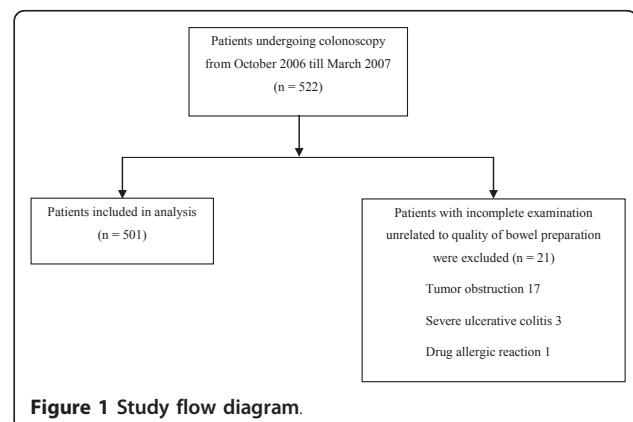 Patients undergoing colonoscopy
from October 2006 till March 2007
(n = 522)
Patients included in analysis
(n = 501)
Patients with incomplete examination
unrelated to quality of bowel preparation
were excluded (n = 21)
Tumor obstruction 17
Severe ulcerative colitis 3
Drug allergic reaction 1
Figure 1 Study flow diagram.